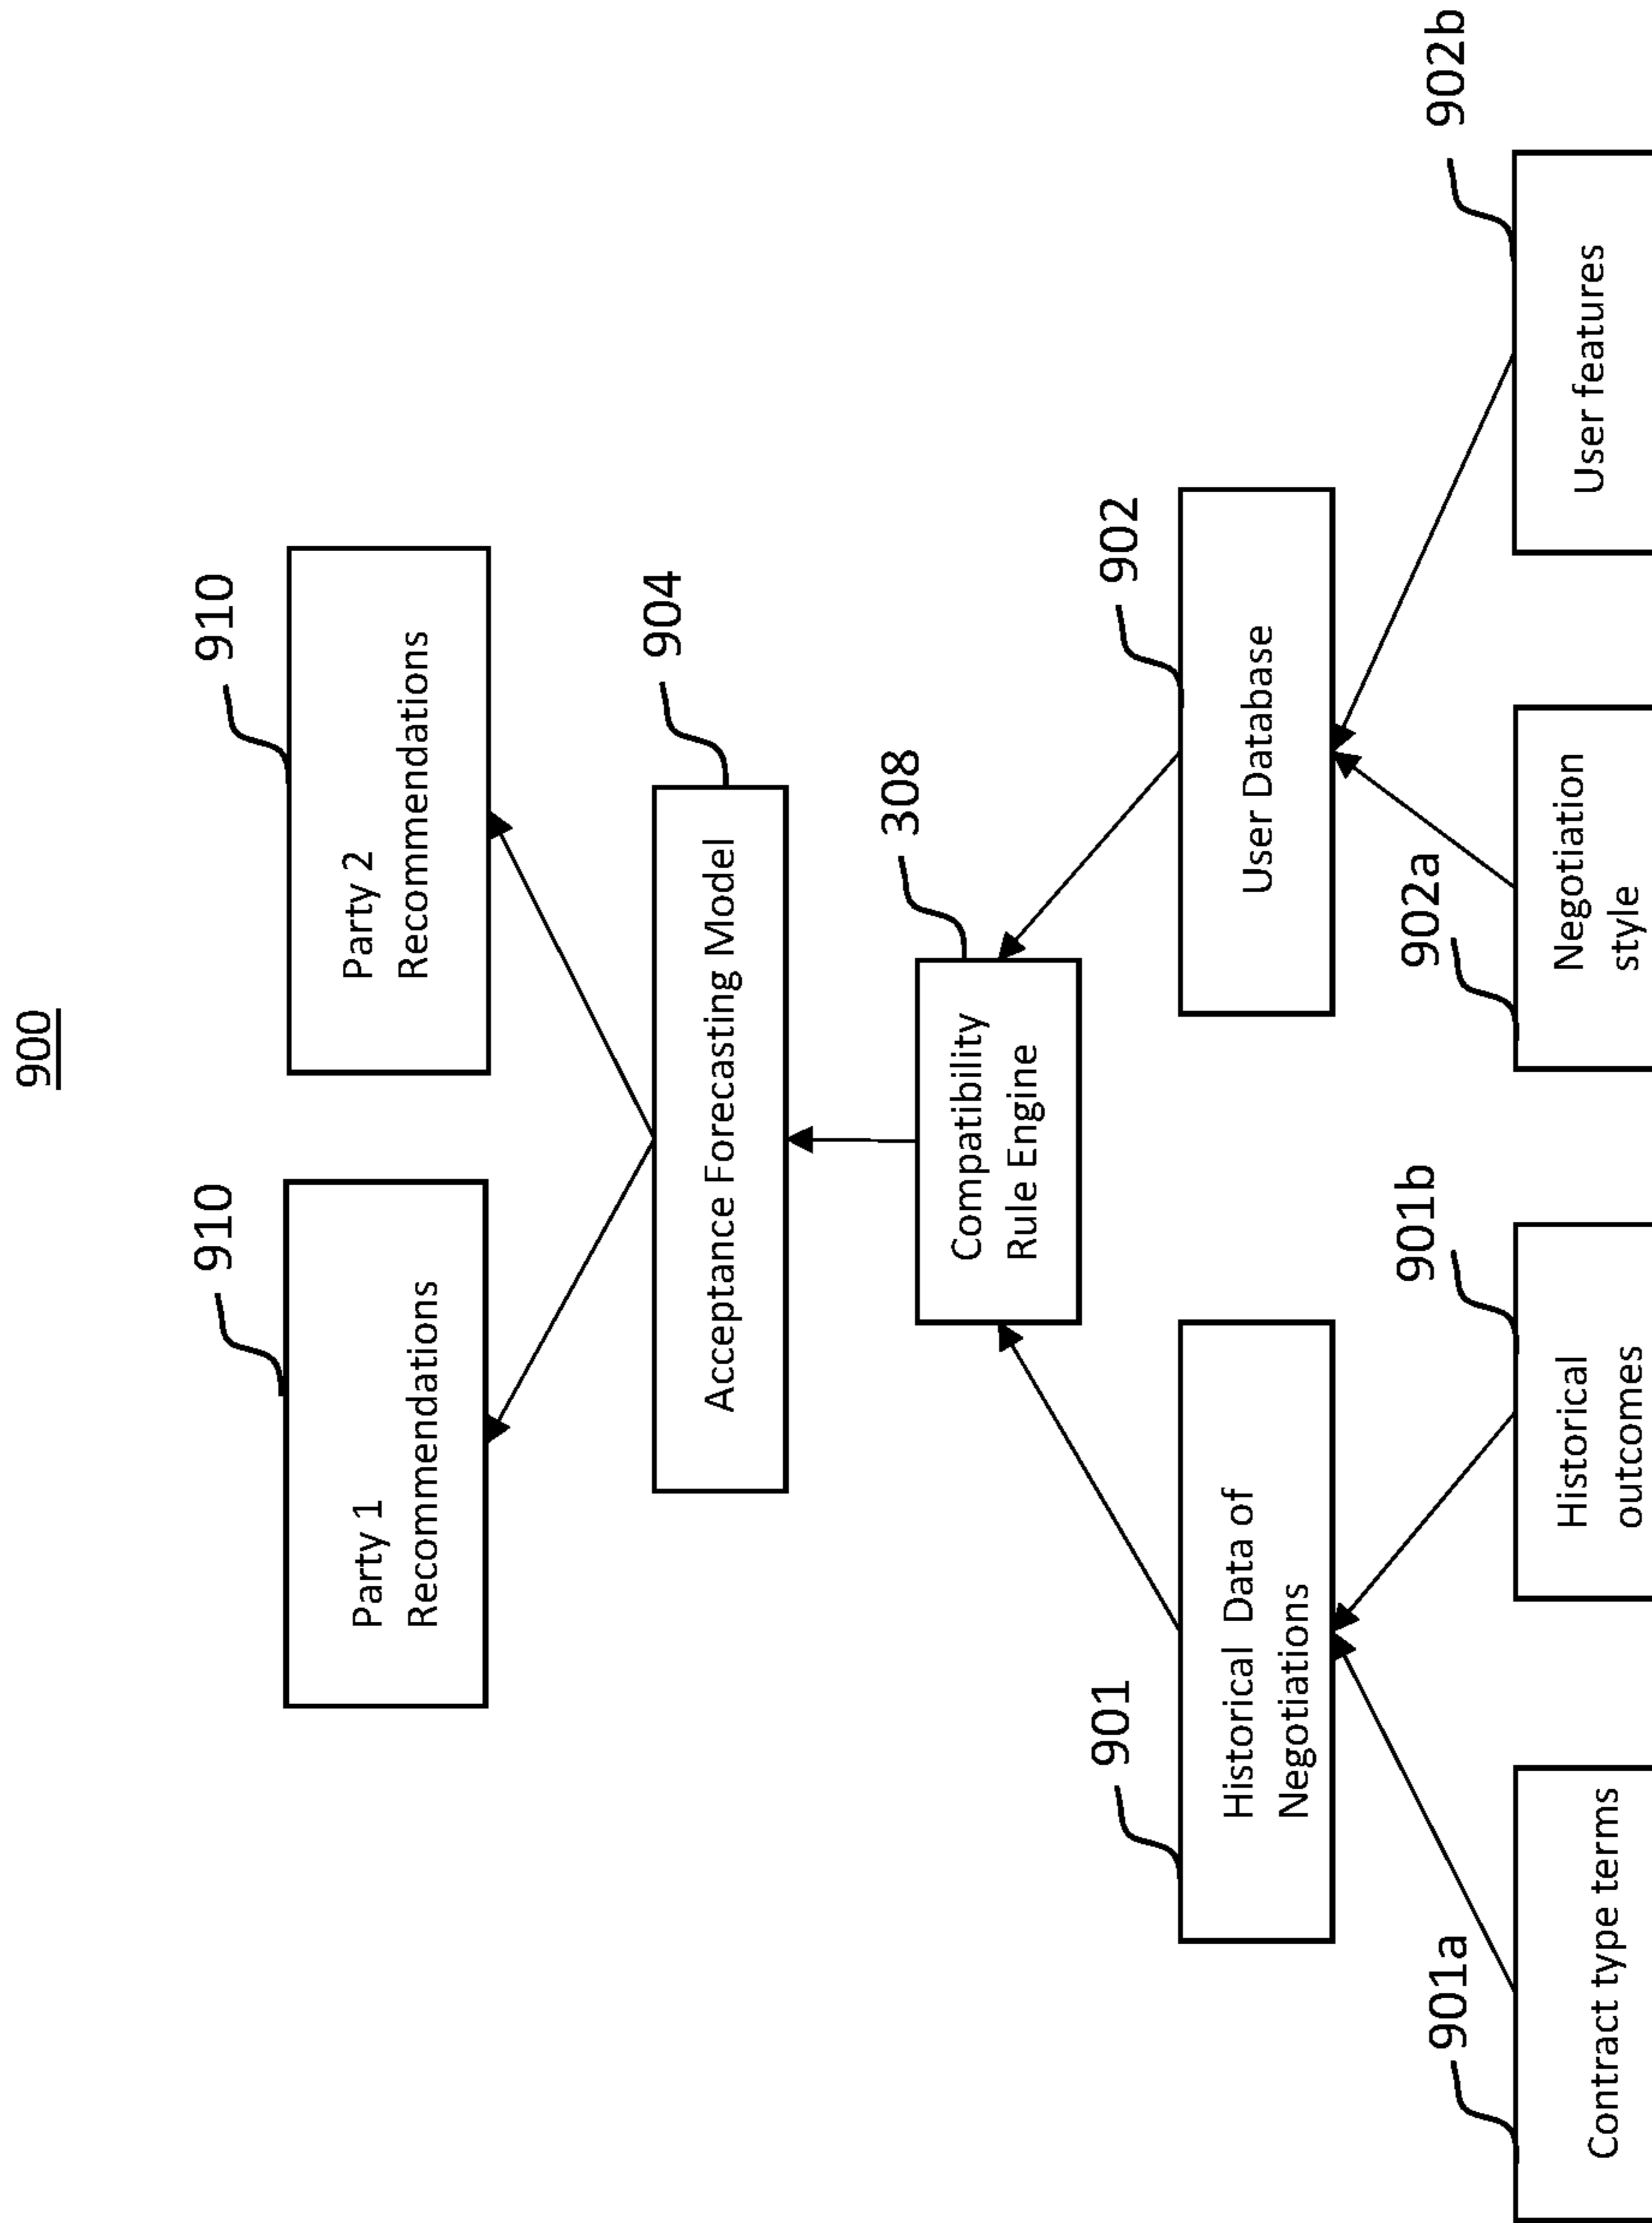 900
910
910
Party 1
Recommendations
Party 2
Recommendations
904
Acceptance Forecasting Model
308
Compatibility
Rule Engine
901
902
Historical Data of
Negotiations
User Database
901a
901b
902a
902b
Contract type terms
Historical
outcomes
Negotiation
style
User features